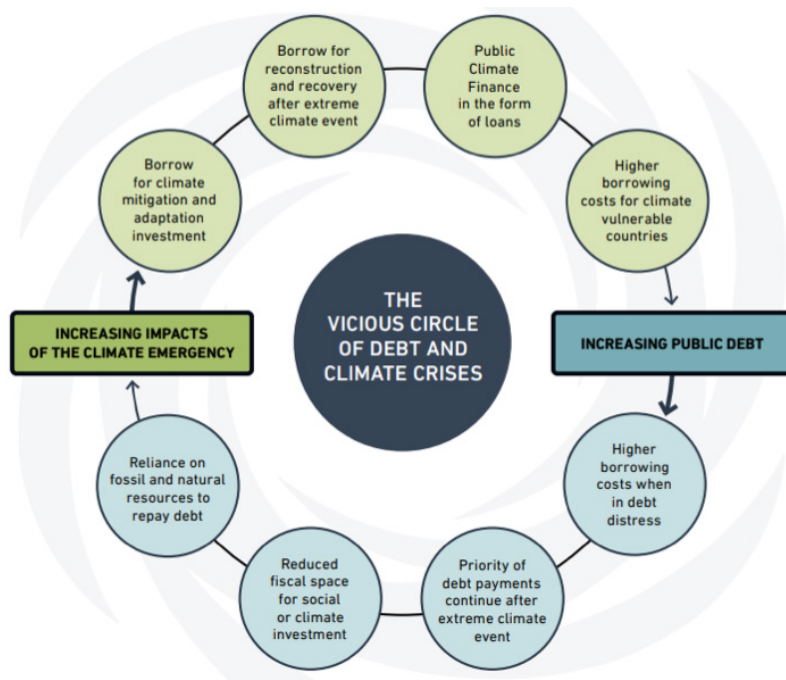 Borrow for
reconstruction
and recovery
after extreme
climate event
Public
Climate
Finance
in the form
of loans
Borrow
for climate
mitigation and
adaptation
investment
Higher
borrowing
costs for climate
vulnerable
countries
THE
VICIOUS CIRCLE
OF DEBT AND
CLIMATE CRISES
INCREASING IMPACTS
OF THE CLIMATE EMERGENCY
INCREASING PUBLIC DEBT
Reliance on
fossil and natural
resources to
repay debt
Higher
borrowing
costs when
in debt
distress
Reduced
fiscal space
for social
or climate
investment
Priority of
debt payments
continue after
extreme climate
event